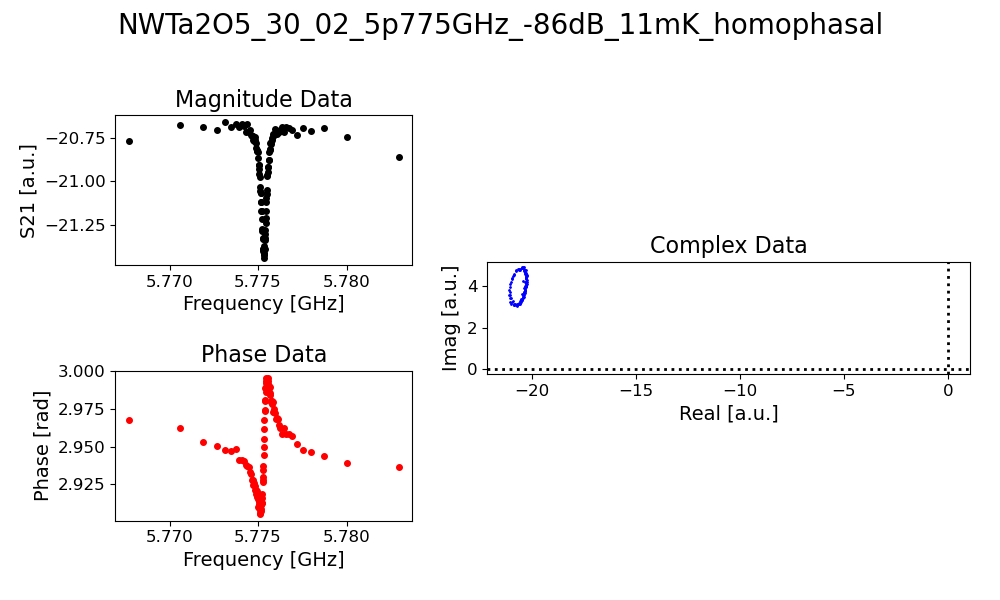 NWTa2O5_30_02_5p775GHz_-86dB_11mK_homophasal
Magnitude Data
S21 [a.u.]
−20.75
−21.00
−21.25
5.770 5.775 5.780
Frequency [GHz]
Phase Data
Phase [rad]
3.000
2.975
2.950
2.925
5.770 5.775 5.780
Frequency [GHz]
Complex Data
Imag [a.u.]
4
2
0
−20 −15 −10 −5 0
Real [a.u.]